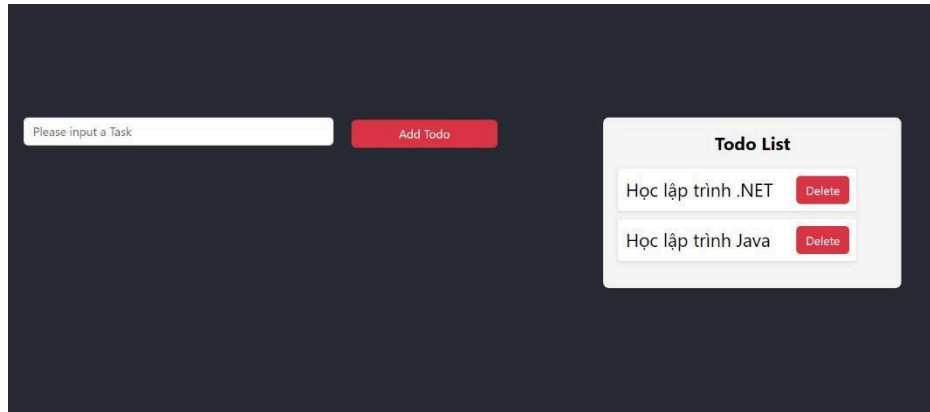 Please input a Task
Add Todo
Todo List
Học lập trình .NET
Delete
Học lập trình Java
Delete